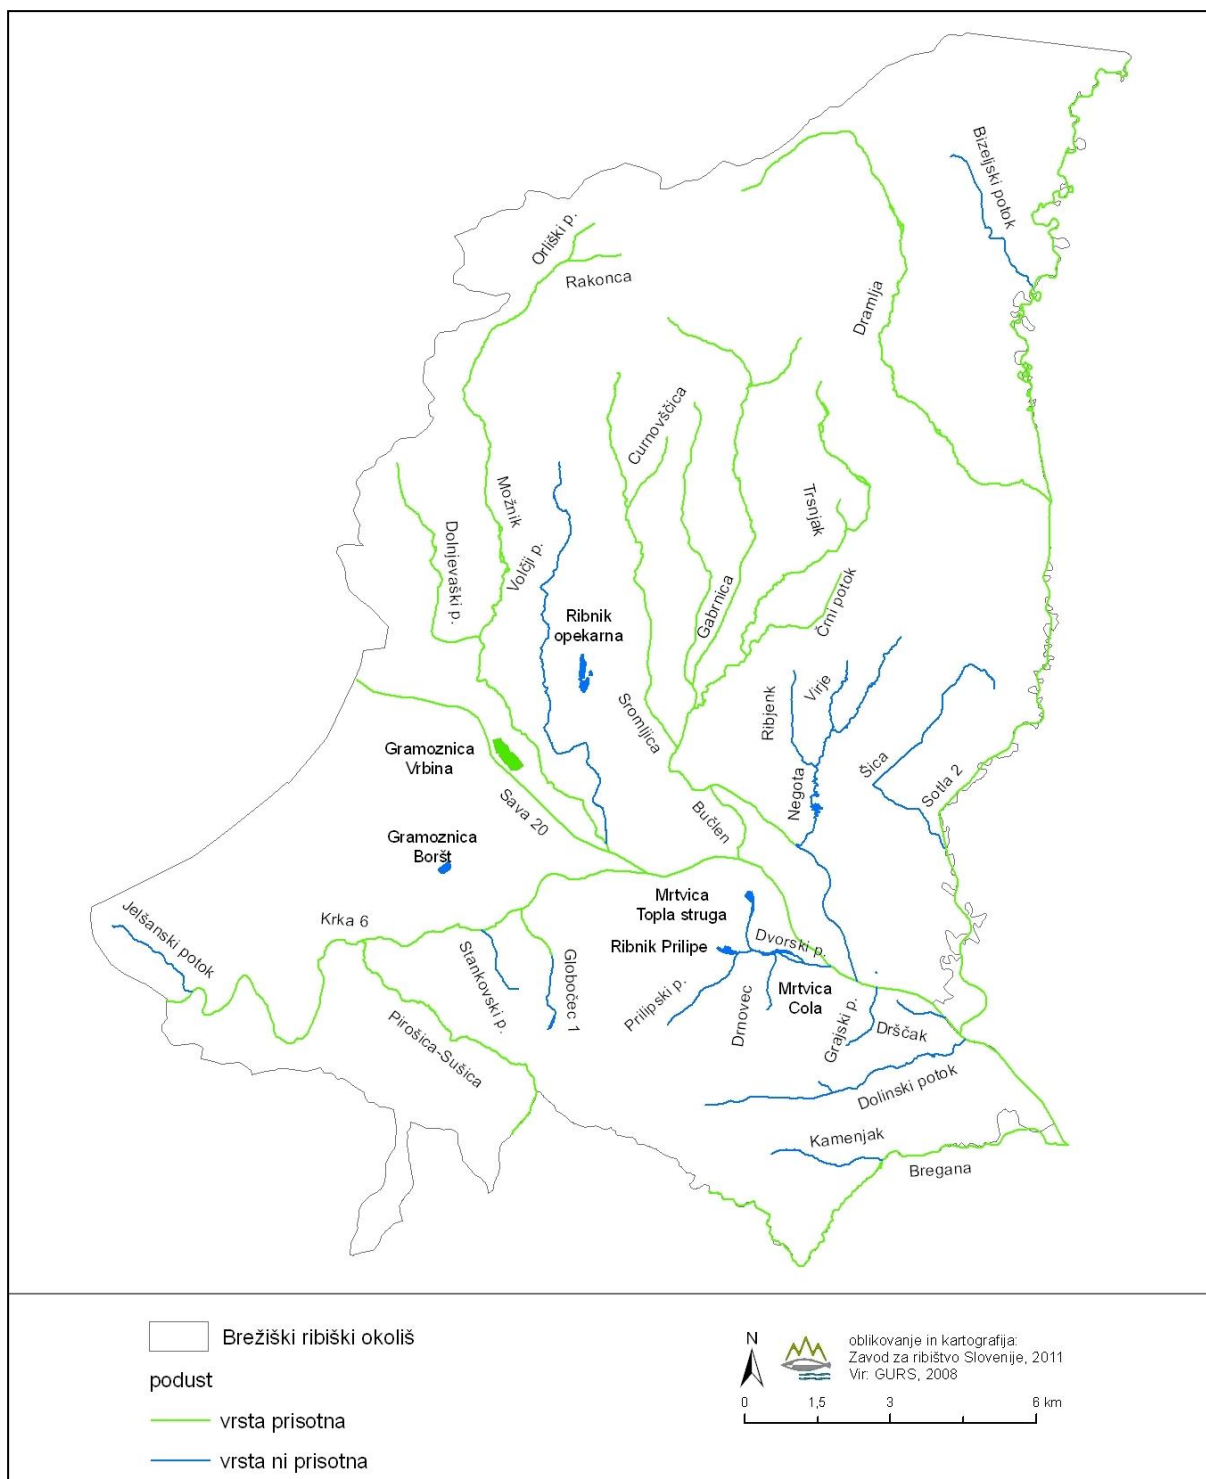 Bizeljski potok
Orliški p.
Rakonca
Dramlja
Curnovščica
Možnik
Trsnjak
Dolnjevaški p.
Volčji p.
Gabrnica
Črni potok
Ribnik
opekarna
Sromljica
Ribjenk
Virje
Gramoznica
Vrbina
Šica
Sotla 2
Negota
Sava 20
Bučlen
Gramoznica
Boršt
Mrtvica
Topla struga
Jelšanski potok
Krka 6
Stankovski p.
Globočec 1
Ribnik Prilipe
Dvorski p.
Prilipski p.
Drnovec
Mrtvica
Cola
Grajski p.
Drščak
Pirošica-Sušica
Dolinski potok
Kamenjak
Bregana
Brežiški ribiški okoliš
podust
vrsta prisotna
vrsta ni prisotna
N
oblikovanje in kartografija:
Zavod za ribištvo Slovenije, 2011
Vir: GURS, 2008
0 1,5 3 6 km